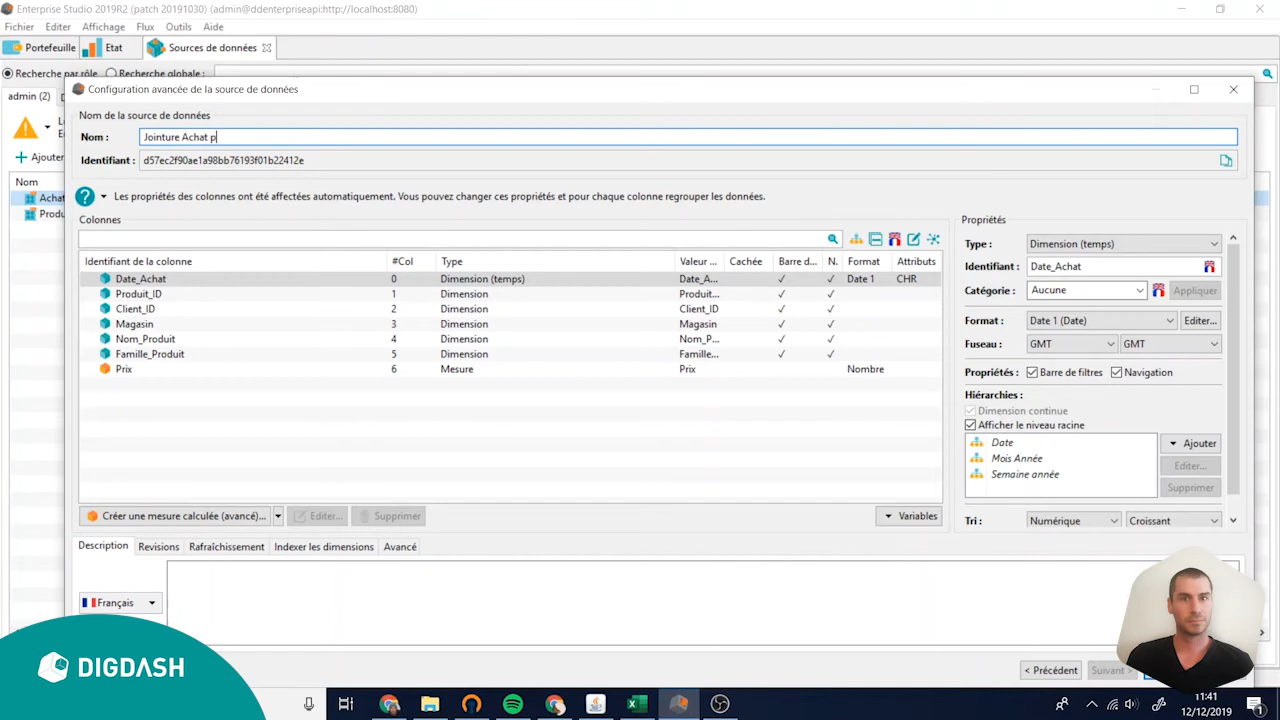 Enterprise Studio 2019R2 (patch 20191030) (admin@ddenterpriseapi:http://localhost:8080)
Fichier Editer Affichage Flux Outils Aide
Portefeuille Etat Sources de données
Recherche par rôle Recherche globale :
admin (2)
Configuration avancée de la source de données
Nom de la source de données
Nom : Jointure Achat p
Identifiant : d57ec2f90ae1a98bb76193f01b22412e
Ajouter
Nom
Achat
Produ
? Les propriétés des colonnes ont été affectées automatiquement. Vous pouvez changer ces propriétés et pour chaque colonne regrouper les données.
Colonnes
Identifiant de la colonne #Col Type Valeur ... Cachée Barre d... N. Format Attributs
Date_Achat 0 Dimension (temps) Date_A... ✓ ✓ Date 1 CHR
Produit_ID 1 Dimension Produit... ✓ ✓
Client_ID 2 Dimension Client_ID ✓ ✓
Magasin 3 Dimension Magasin ✓ ✓
Nom_Produit 4 Dimension Nom_P... ✓ ✓
Famille_Produit 5 Dimension Famille... ✓ ✓
Prix 6 Mesure Prix Nombre
Créer une mesure calculée (avancé)... Editer... Supprimer Variables
Propriétés
Type : Dimension (temps)
Identifiant : Date_Achat
Catégorie : Aucune Appliquer
Format : Date 1 (Date) Editer...
Fuseau : GMT GMT
Propriétés : Barre de filtres Navigation
Hiérarchies :
Dimension continue
Afficher le niveau racine
Date
Mois Année
Semaine année
Ajouter
Editer...
Supprimer
Tri : Numérique Croissant
Description Revisions Rafraîchissement Indexer les dimensions Avancé
Français
< Précédent Suivant >
DIGDASH
11:41
12/12/2019
1